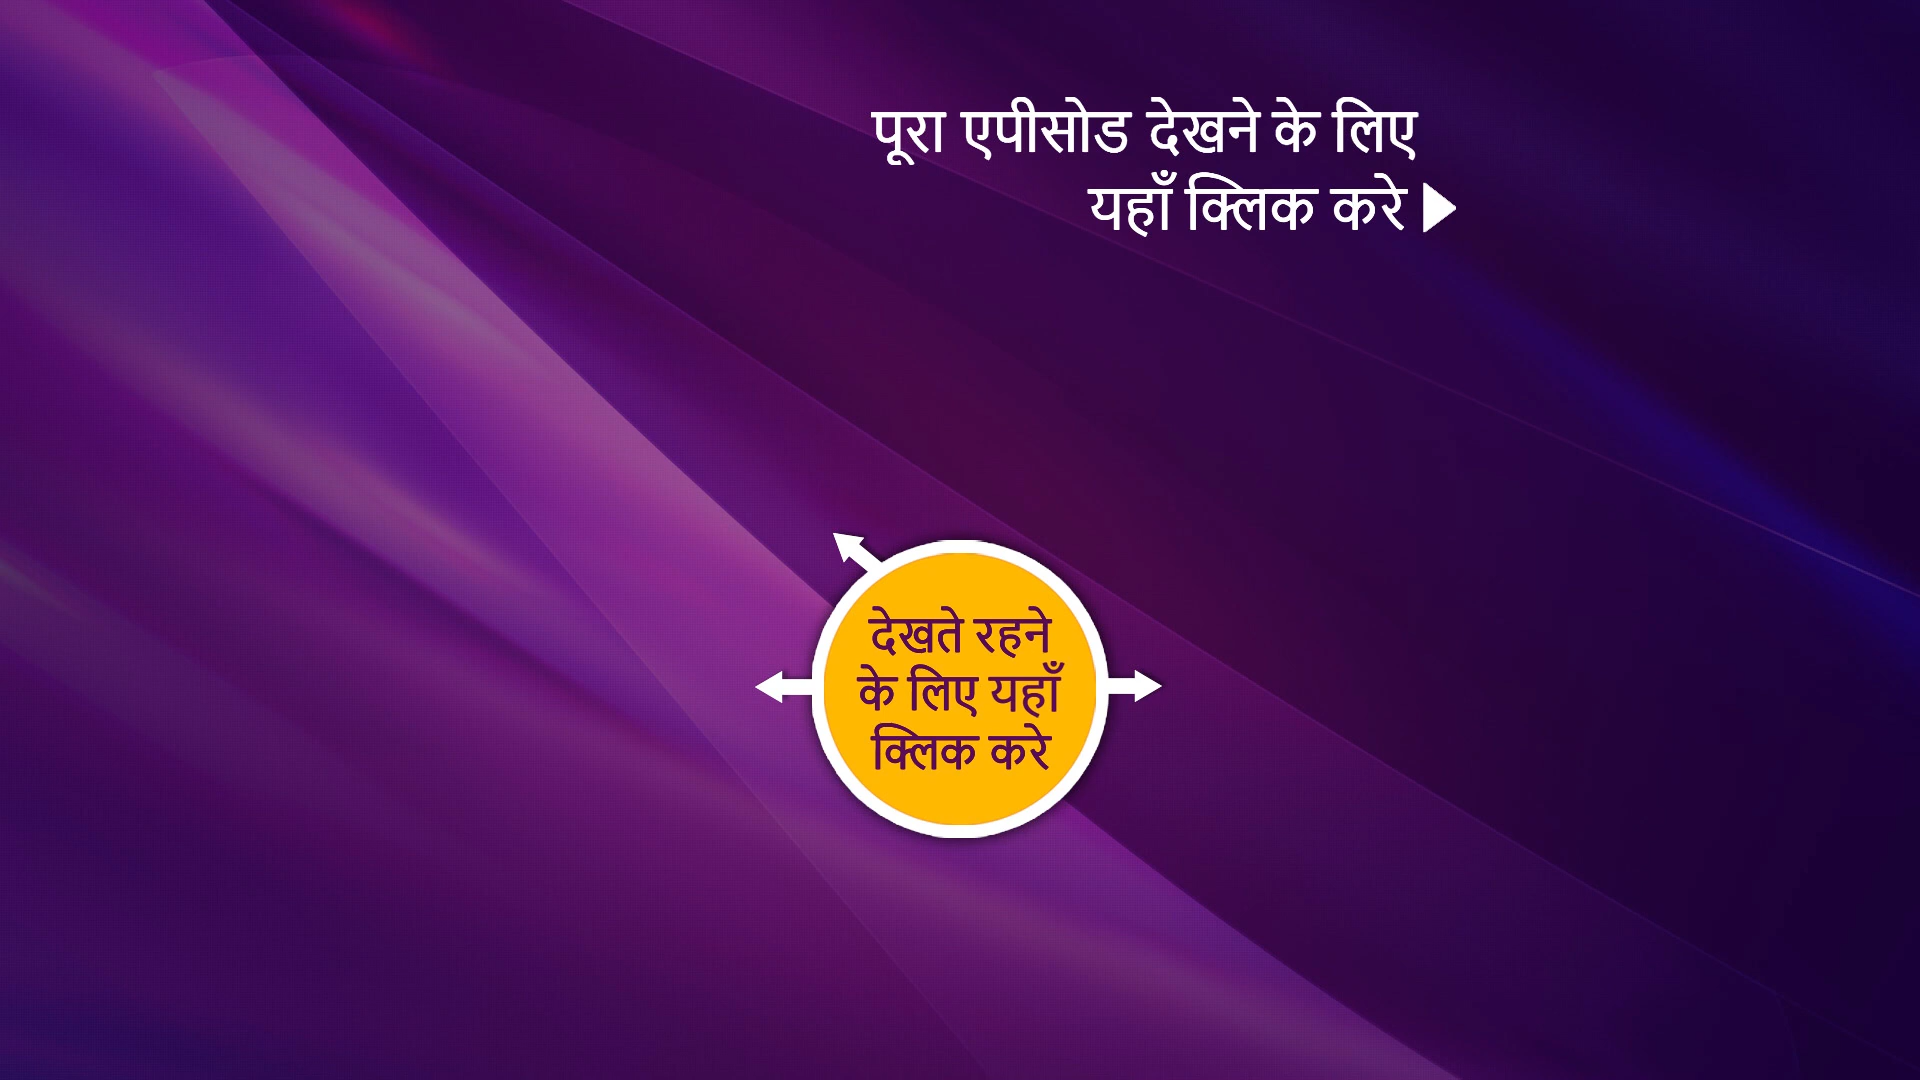 पूरा एपीसोड देखने के लिए
यहाँ क्लिक करे
देखते रहने
के लिए यहाँ
क्लिक करे